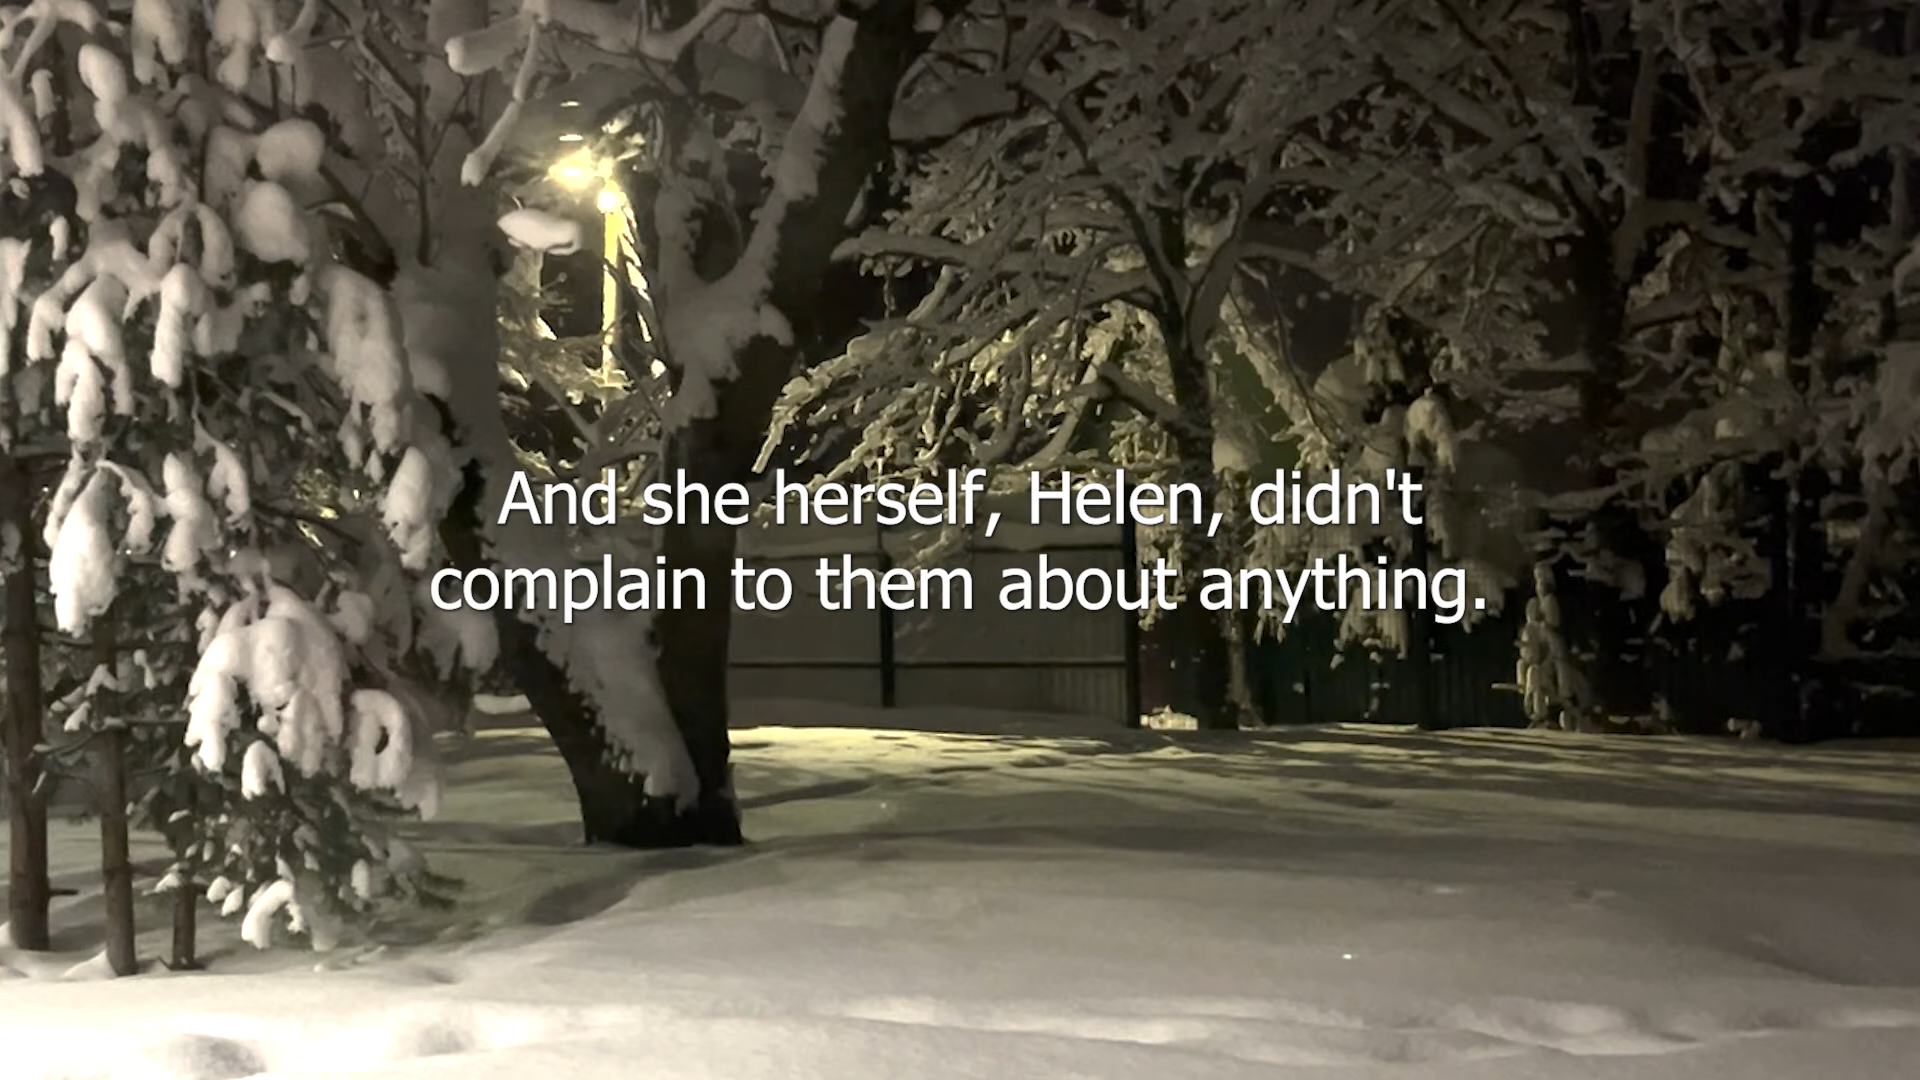 And she herself, Helen, didn't
complain to them about anything.